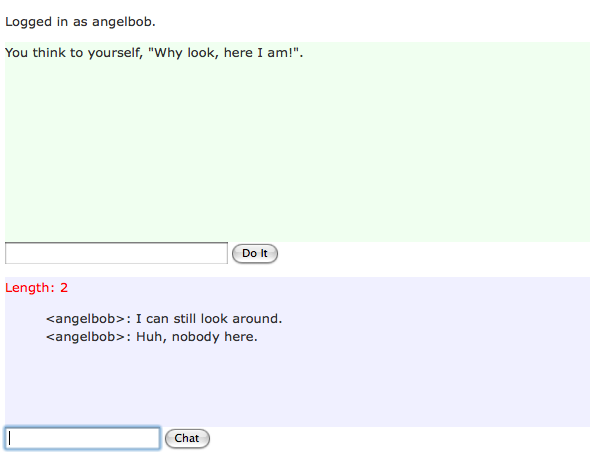 Logged in as angelbob.
You think to yourself, "Why look, here I am!".
Do It
Length: 2
<angelbob>: I can still look around.
<angelbob>: Huh, nobody here.
Chat